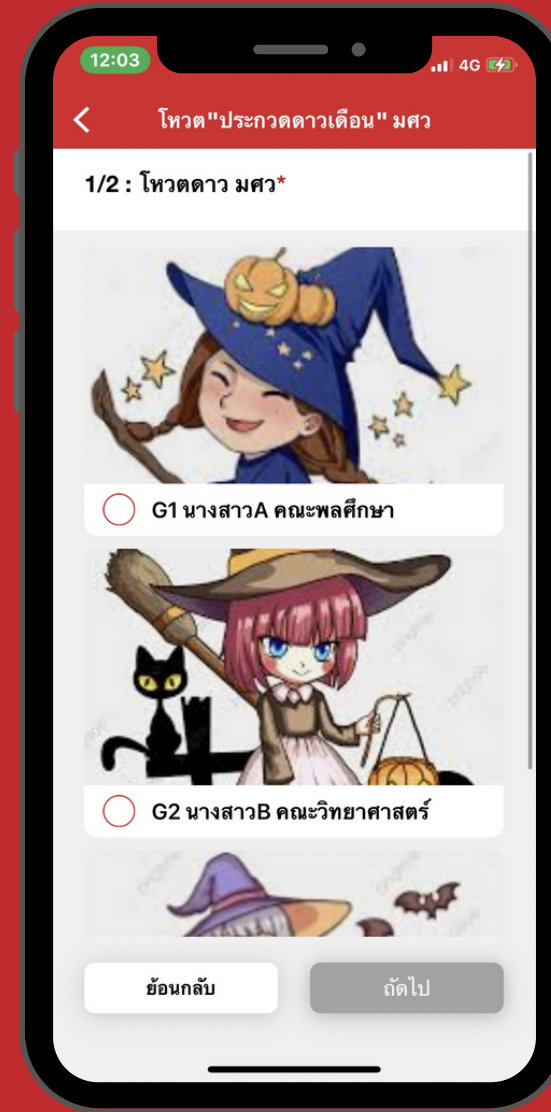 12:03
4G
โหวต"ประกวดดาวเดือน" มศว
1/2 : โหวตดาว มศว*
G1 นางสาวA คณะพลศึกษา
G2 นางสาวB คณะวิทยาศาสตร์
ย้อนกลับ
ถัดไป